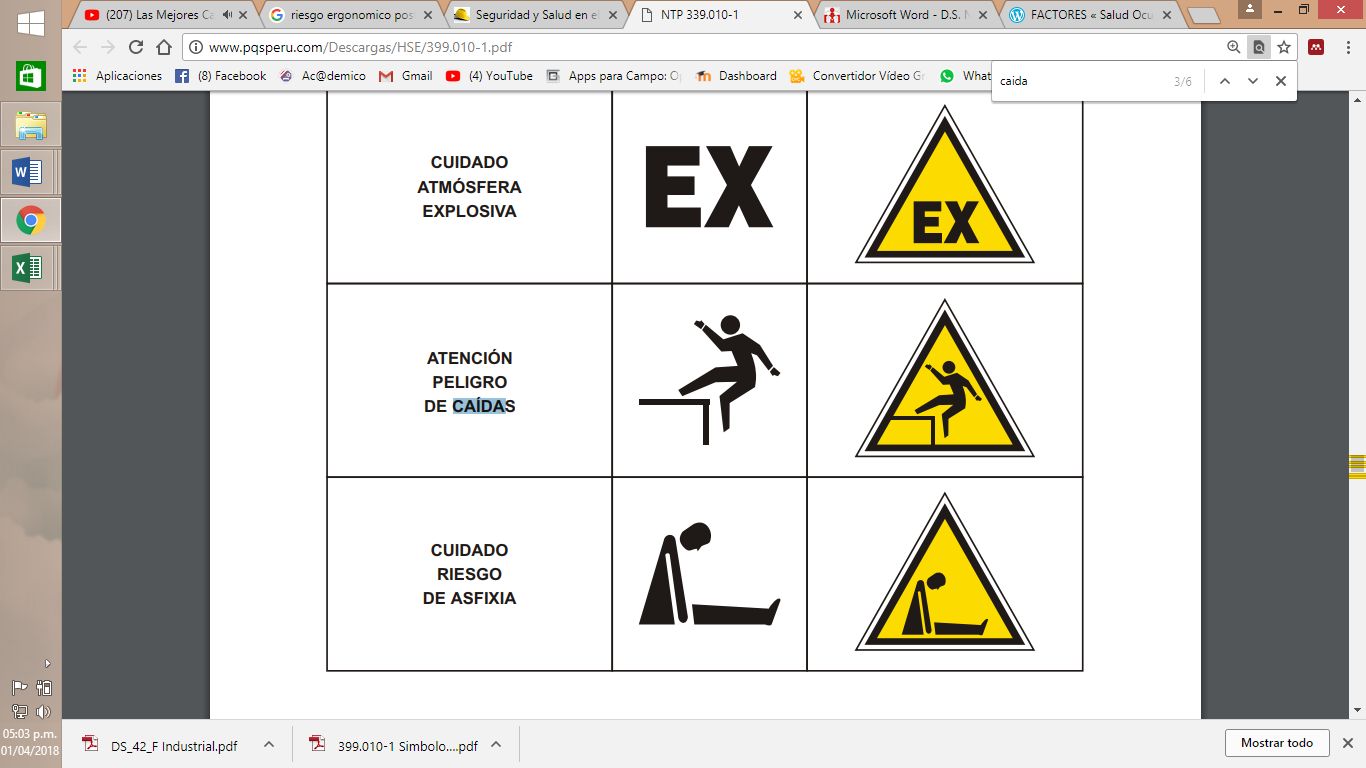 (207) Las Mejores Ca
riesgo ergonomico pos
Seguridad y Salud en e
NTP 339.010-1
Microsoft Word - D.S. N
FACTORES « Salud Ocu
www.pqsperu.com/Descargas/HSE/399.010-1.pdf
Aplicaciones
(8) Facebook
Ac@demico
Gmail
(4) YouTube
Apps para Campo: O
Dashboard
Convertidor Vídeo Gr
What
caida
3/6
CUIDADO
ATMÓSFERA
EXPLOSIVA
EX
EX
ATENCIÓN
PELIGRO
DE CAÍDAS
CUIDADO
RIESGO
DE ASFIXIA
05:03 p.m.
01/04/2018
DS_42_F Industrial.pdf
399.010-1 Simbolo....pdf
Mostrar todo